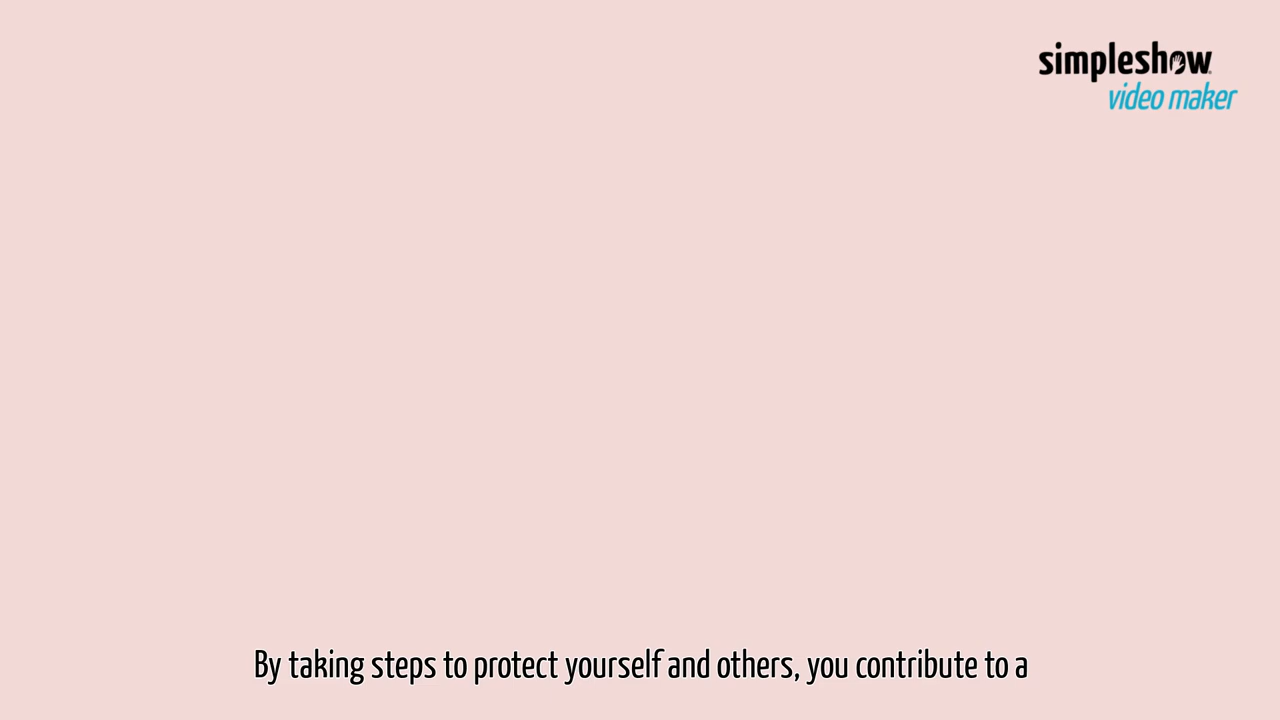 simpleshow
video maker
By taking steps to protect yourself and others, you contribute to a